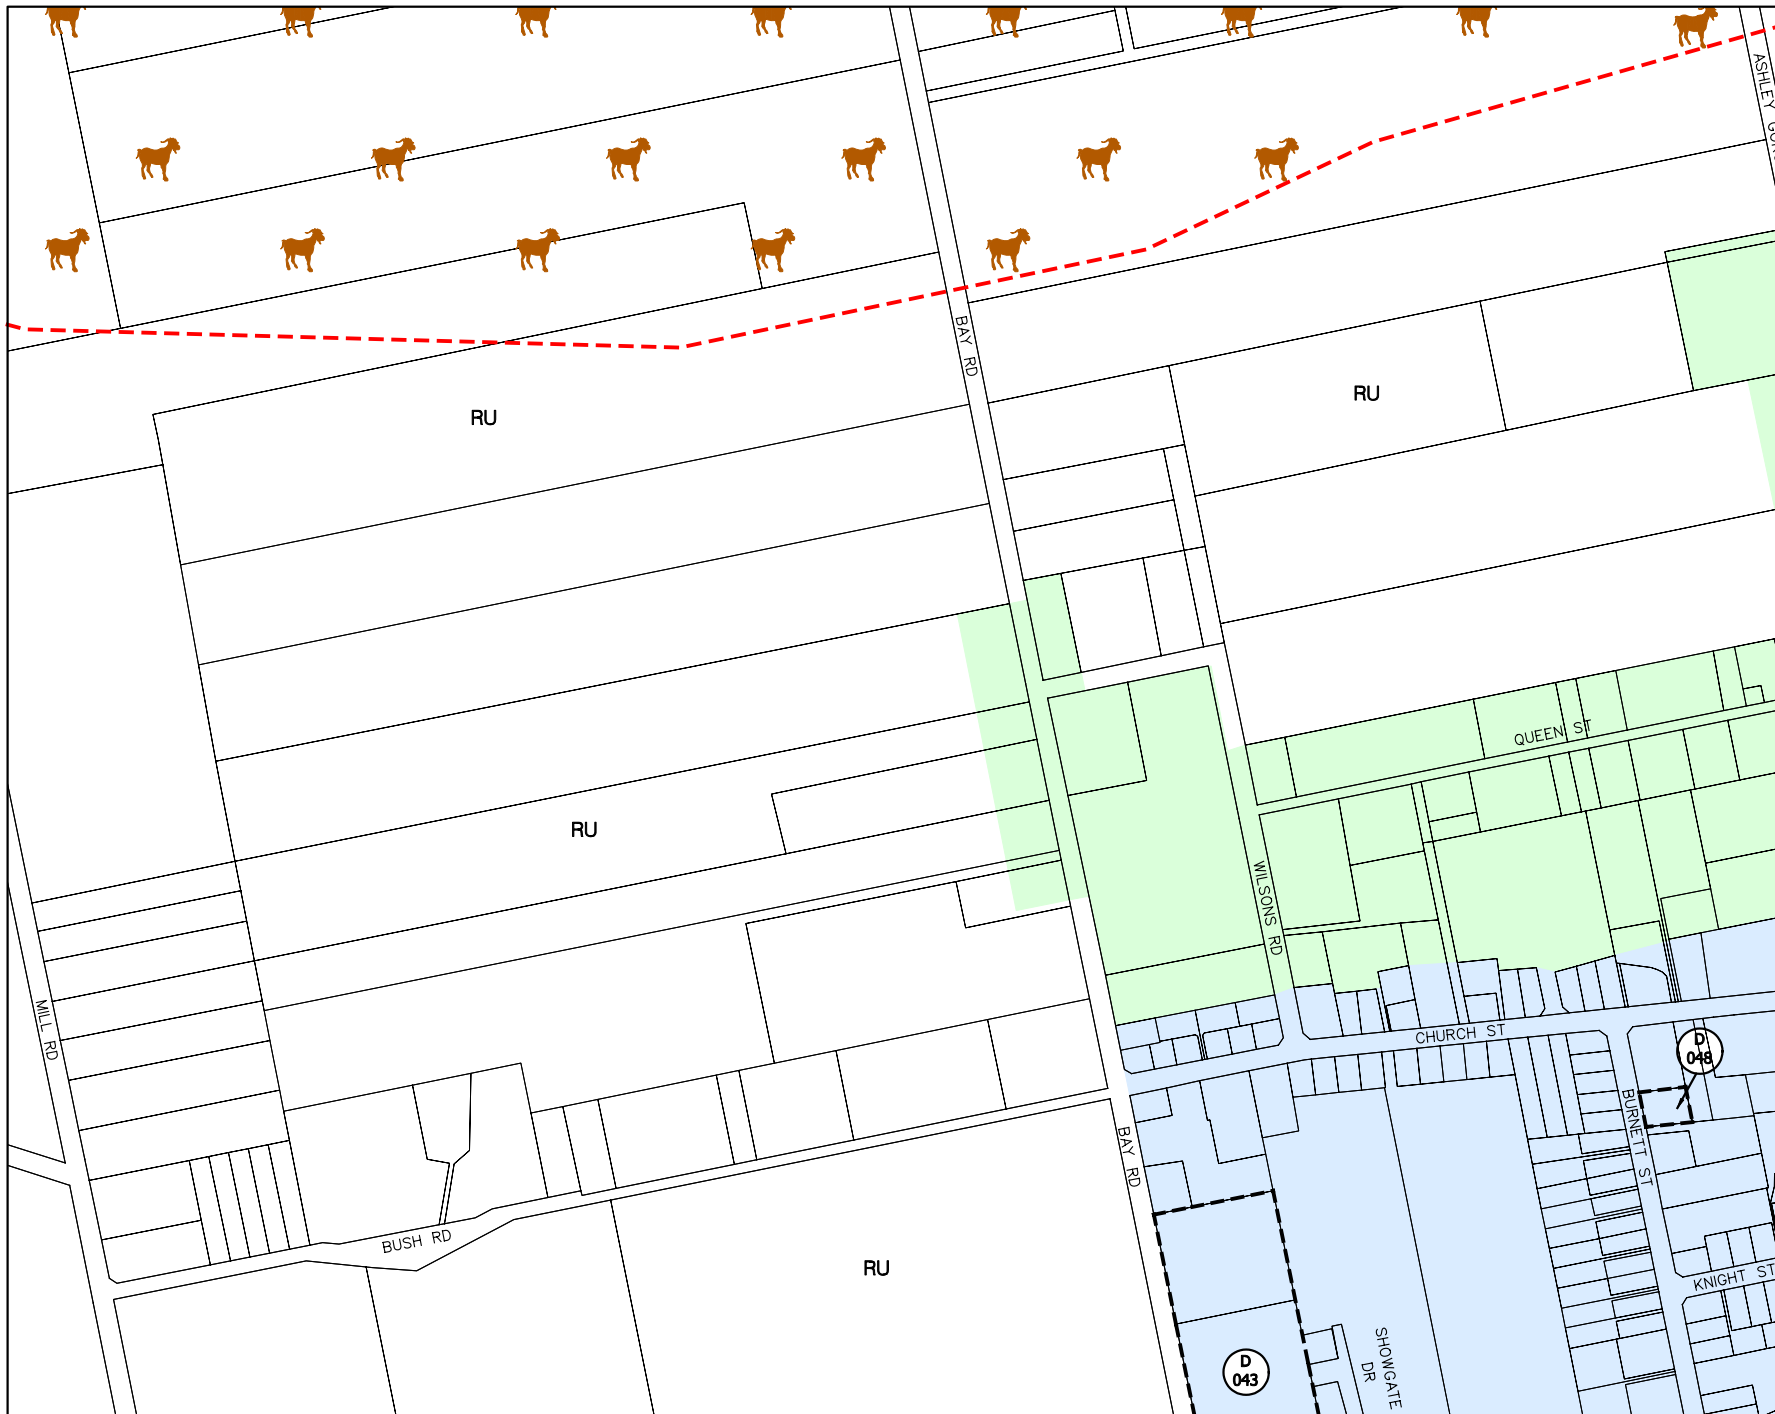 ASHLEY
BAY RD
RU
RU
QUEEN ST
RU
WILSONS RD
MILL RD
CHURCH ST
D
048
BURNETT ST
BAY RD
BUSH RD
RU
KNIGHT ST
SHOWGATE
DR
D
043